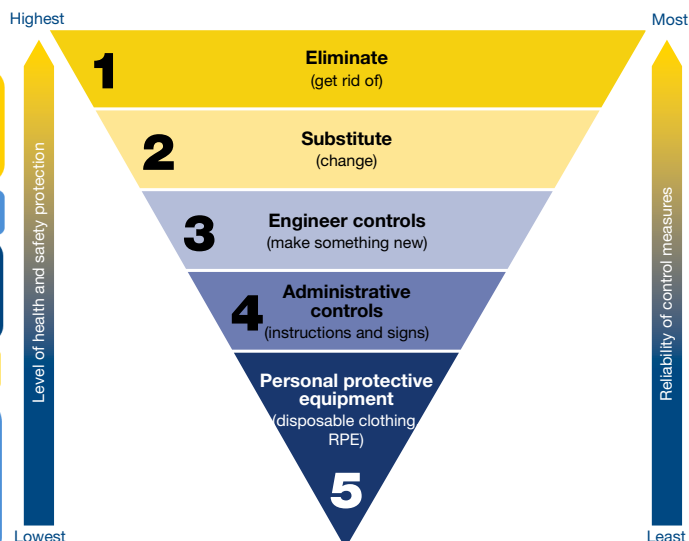 Highest
Most
1
Eliminate
(get rid of)
2
Substitute
(change)
3
Engineer controls
(make something new)
4
Administrative
controls
(instructions and signs)
Personal protective
equipment
(disposable clothing
RPE)
5
Level of health and safety protection
Reliability of control measures
Lowest
Least